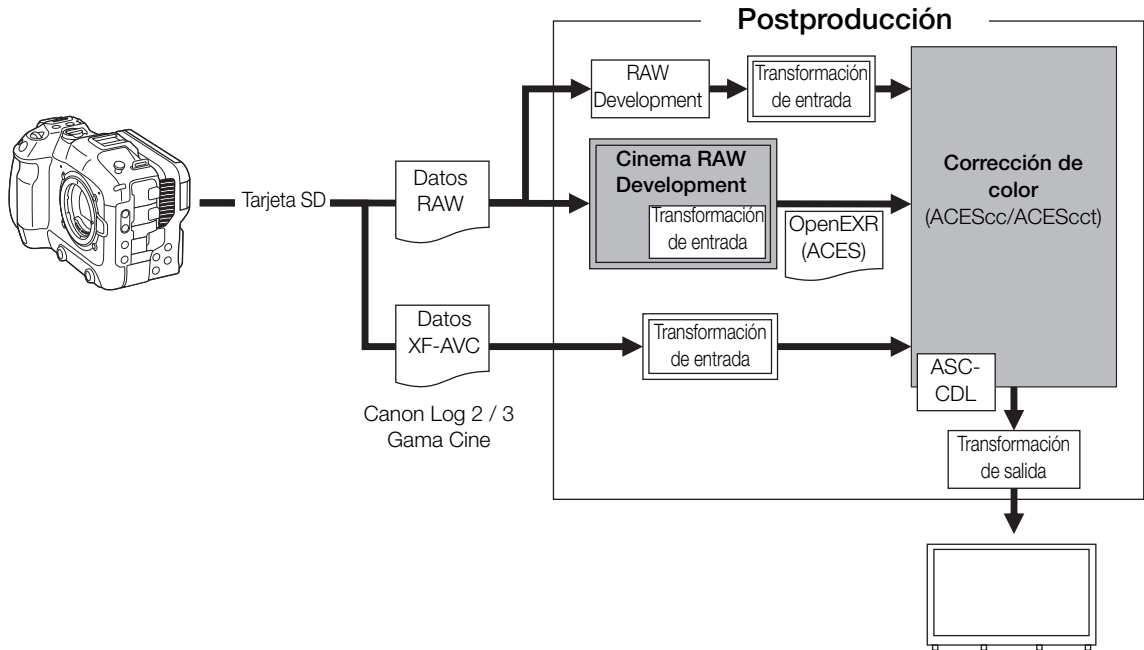 Postproducción
RAW
Development
Transformación
de entrada
Cinema RAW
Development
Transformación
de entrada
OpenEXR
(ACES)
Corrección de
color
(ACEScc/ACEScct)
Tarjeta SD
Datos
RAW
Datos
XF-AVC
Canon Log 2 / 3
Gama Cine
Transformación
de entrada
ASC-
CDL
Transformación
de salida